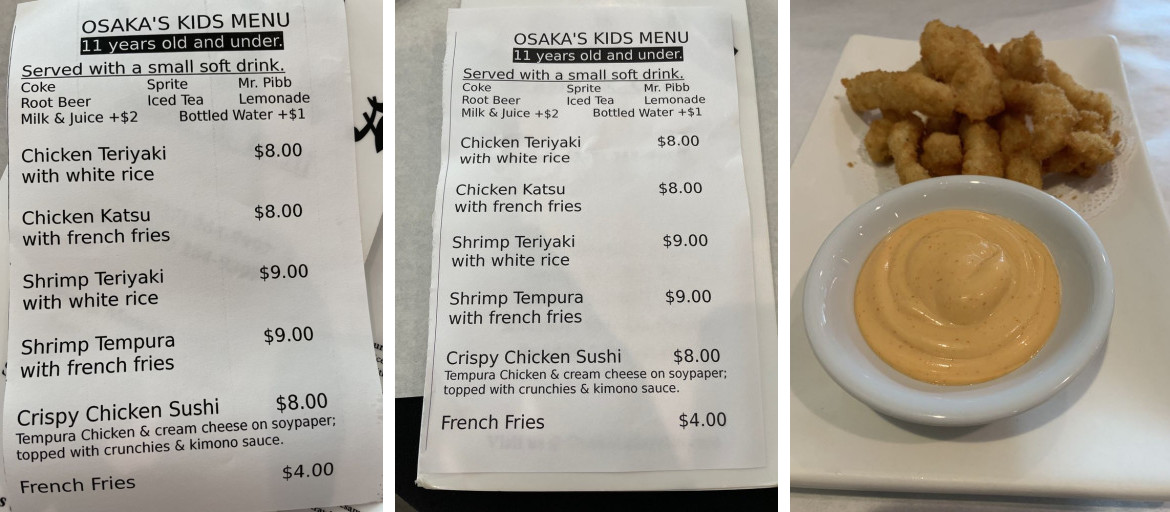 OSAKA'S KIDS MENU
11 years old and under.
Served with a small soft drink.
Coke Sprite Mr. Pibb
Root Beer Iced Tea Lemonade
Milk & Juice +$2 Bottled Water +$1
Chicken Teriyaki $8.00
with white rice
Chicken Katsu $8.00
with french fries
Shrimp Teriyaki $9.00
with white rice
Shrimp Tempura $9.00
with french fries
Crispy Chicken Sushi $8.00
Tempura Chicken & cream cheese on soypaper;
topped with crunchies & kimono sauce.
French Fries $4.00
OSAKA'S KIDS MENU
11 years old and under.
Served with a small soft drink.
Coke Sprite Mr. Pibb
Root Beer Iced Tea Lemonade
Milk & Juice +$2 Bottled Water +$1
Chicken Teriyaki $8.00
with white rice
Chicken Katsu $8.00
with french fries
Shrimp Teriyaki $9.00
with white rice
Shrimp Tempura $9.00
with french fries
Crispy Chicken Sushi $8.00
Tempura Chicken & cream cheese on soypaper;
topped with crunchies & kimono sauce.
French Fries $4.00